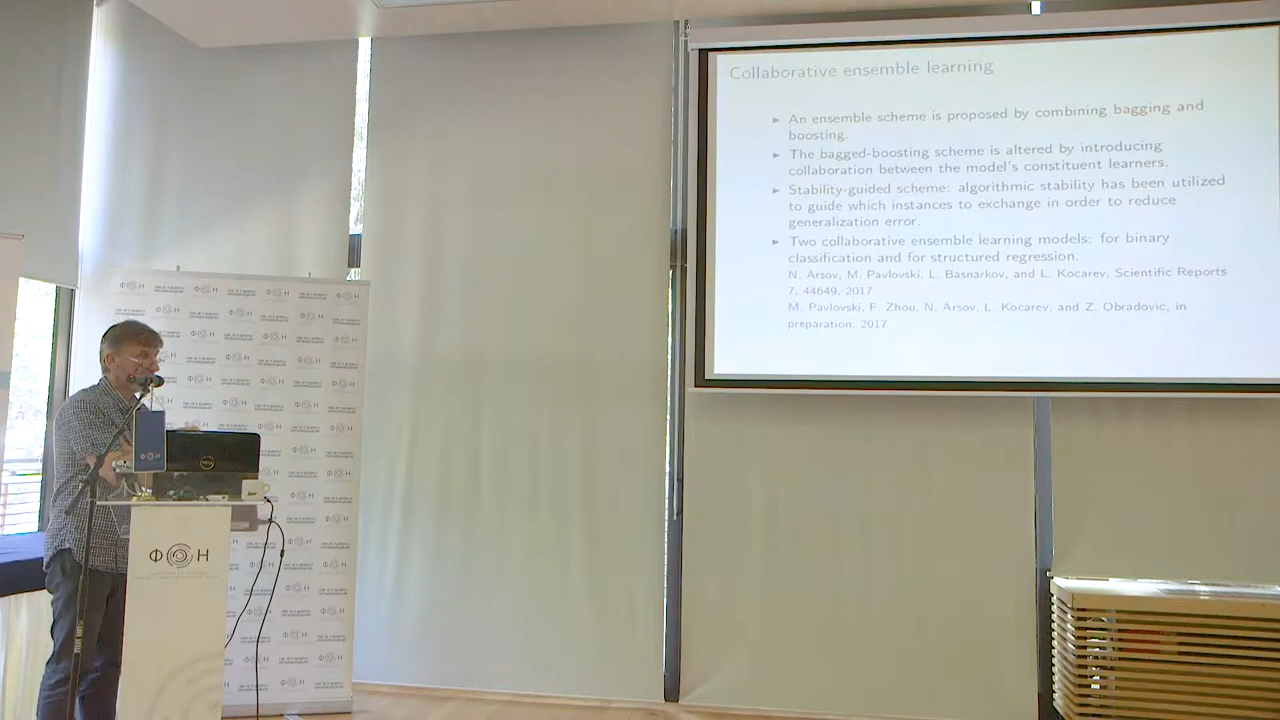 Collaborative ensemble learning
► An ensemble scheme is proposed by combining bagging and
boosting.
► The bagged-boosting scheme is altered by introducing
collaboration between the model's constituent learners.
► Stability-guided scheme: algorithmic stability has been utilized
to guide which instances to exchange in order to reduce
generalization error.
► Two collaborative ensemble learning models: for binary
classification and for structured regression.
N. Arsov, M. Pavlovski, L. Basnarkov, and L. Kocarev, Scientific Reports
7, 44649, 2017
M. Pavlovski, F. Zhou, N. Arsov, L. Kocarev, and Z. Obradovic, in
preparation, 2017
ФОН
DELL
ФОН